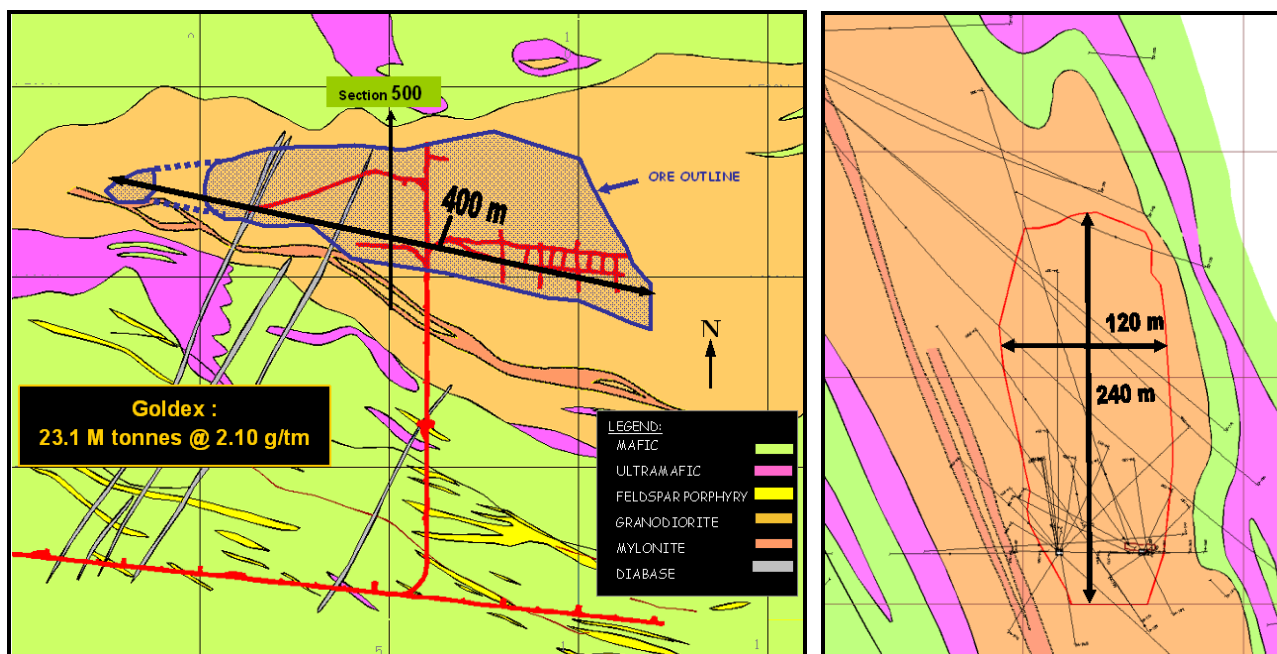 Section 500
ORE OUTLINE
400 m
N
Goldex :
23.1 M tonnes @ 2.10 g/tm
LEGEND:
MAFIC
ULTRAMAFIC
FELDSPAR PORPHYRY
GRANODIORITE
MYLONITE
DIABASE
120 m
240 m